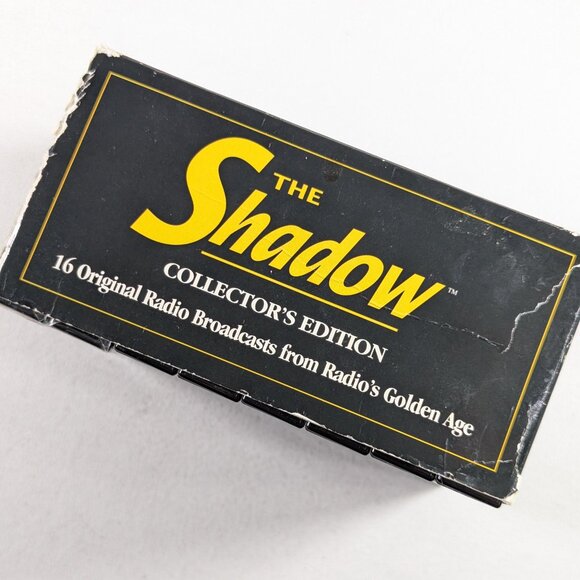 THE
Shadow™
COLLECTOR'S EDITION
16 Original Radio Broadcasts from Radio's Golden Age